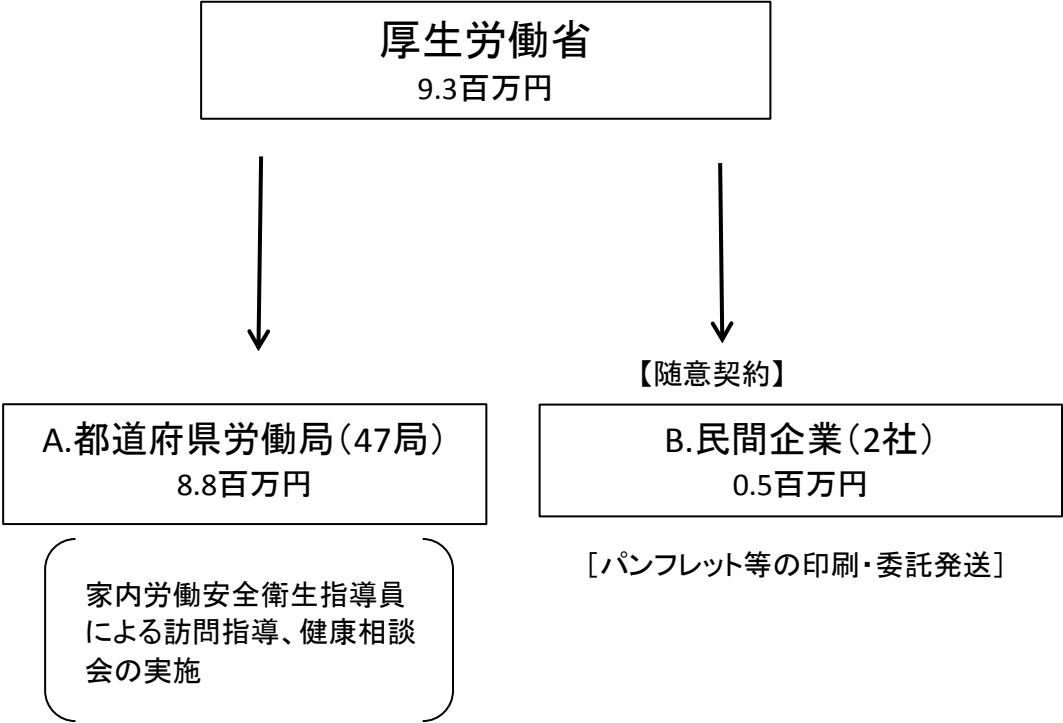 厚生労働省
9.3百万円
【随意契約】
A.都道府県労働局(47局)
8.8百万円
B.民間企業(2社)
0.5百万円
家内労働安全衛生指導員
による訪問指導、健康相談
会の実施
[パンフレット等の印刷・委託発送]